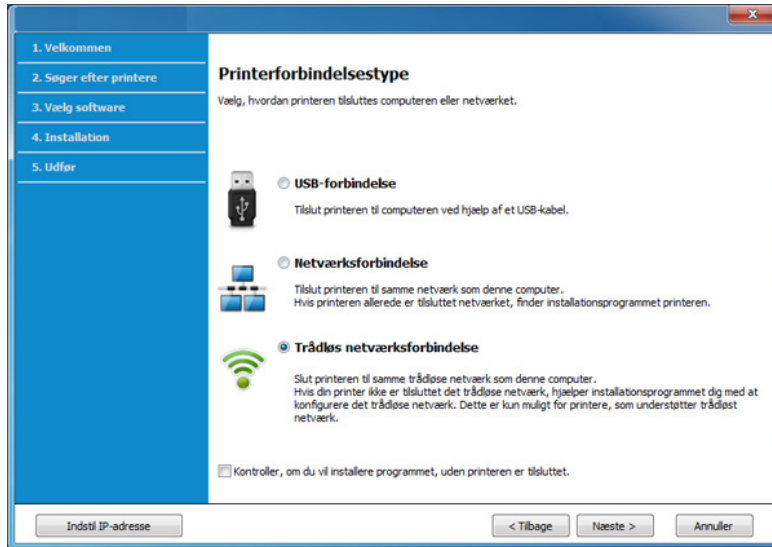 1. Velkommen
2. Søger efter printere
3. Vælg software
4. Installation
5. Udfør
Printerforbindelsestype
Vælg, hvordan printeren tilsluttes computeren eller netværket.
USB-forbindelse
Tilslut printeren til computeren ved hjælp af et USB-kabel.
Netværksforbindelse
Tilslut printeren til samme netværk som denne computer.
Hvis printeren allerede er tilsluttet netværket, finder installationsprogrammet printeren.
Trådløs netværksforbindelse
Slut printeren til samme trådløse netværk som denne computer.
Hvis din printer ikke er tilsluttet det trådløse netværk, hjælper installationsprogrammet dig med at
konfigurere det trådløse netværk. Dette er kun muligt for printere, som understøtter trådløst
netværk.
Kontroller, om du vil installere programmet, uden printeren er tilsluttet.
Indstil IP-adresse
< Tilbage
Næste >
Annuller